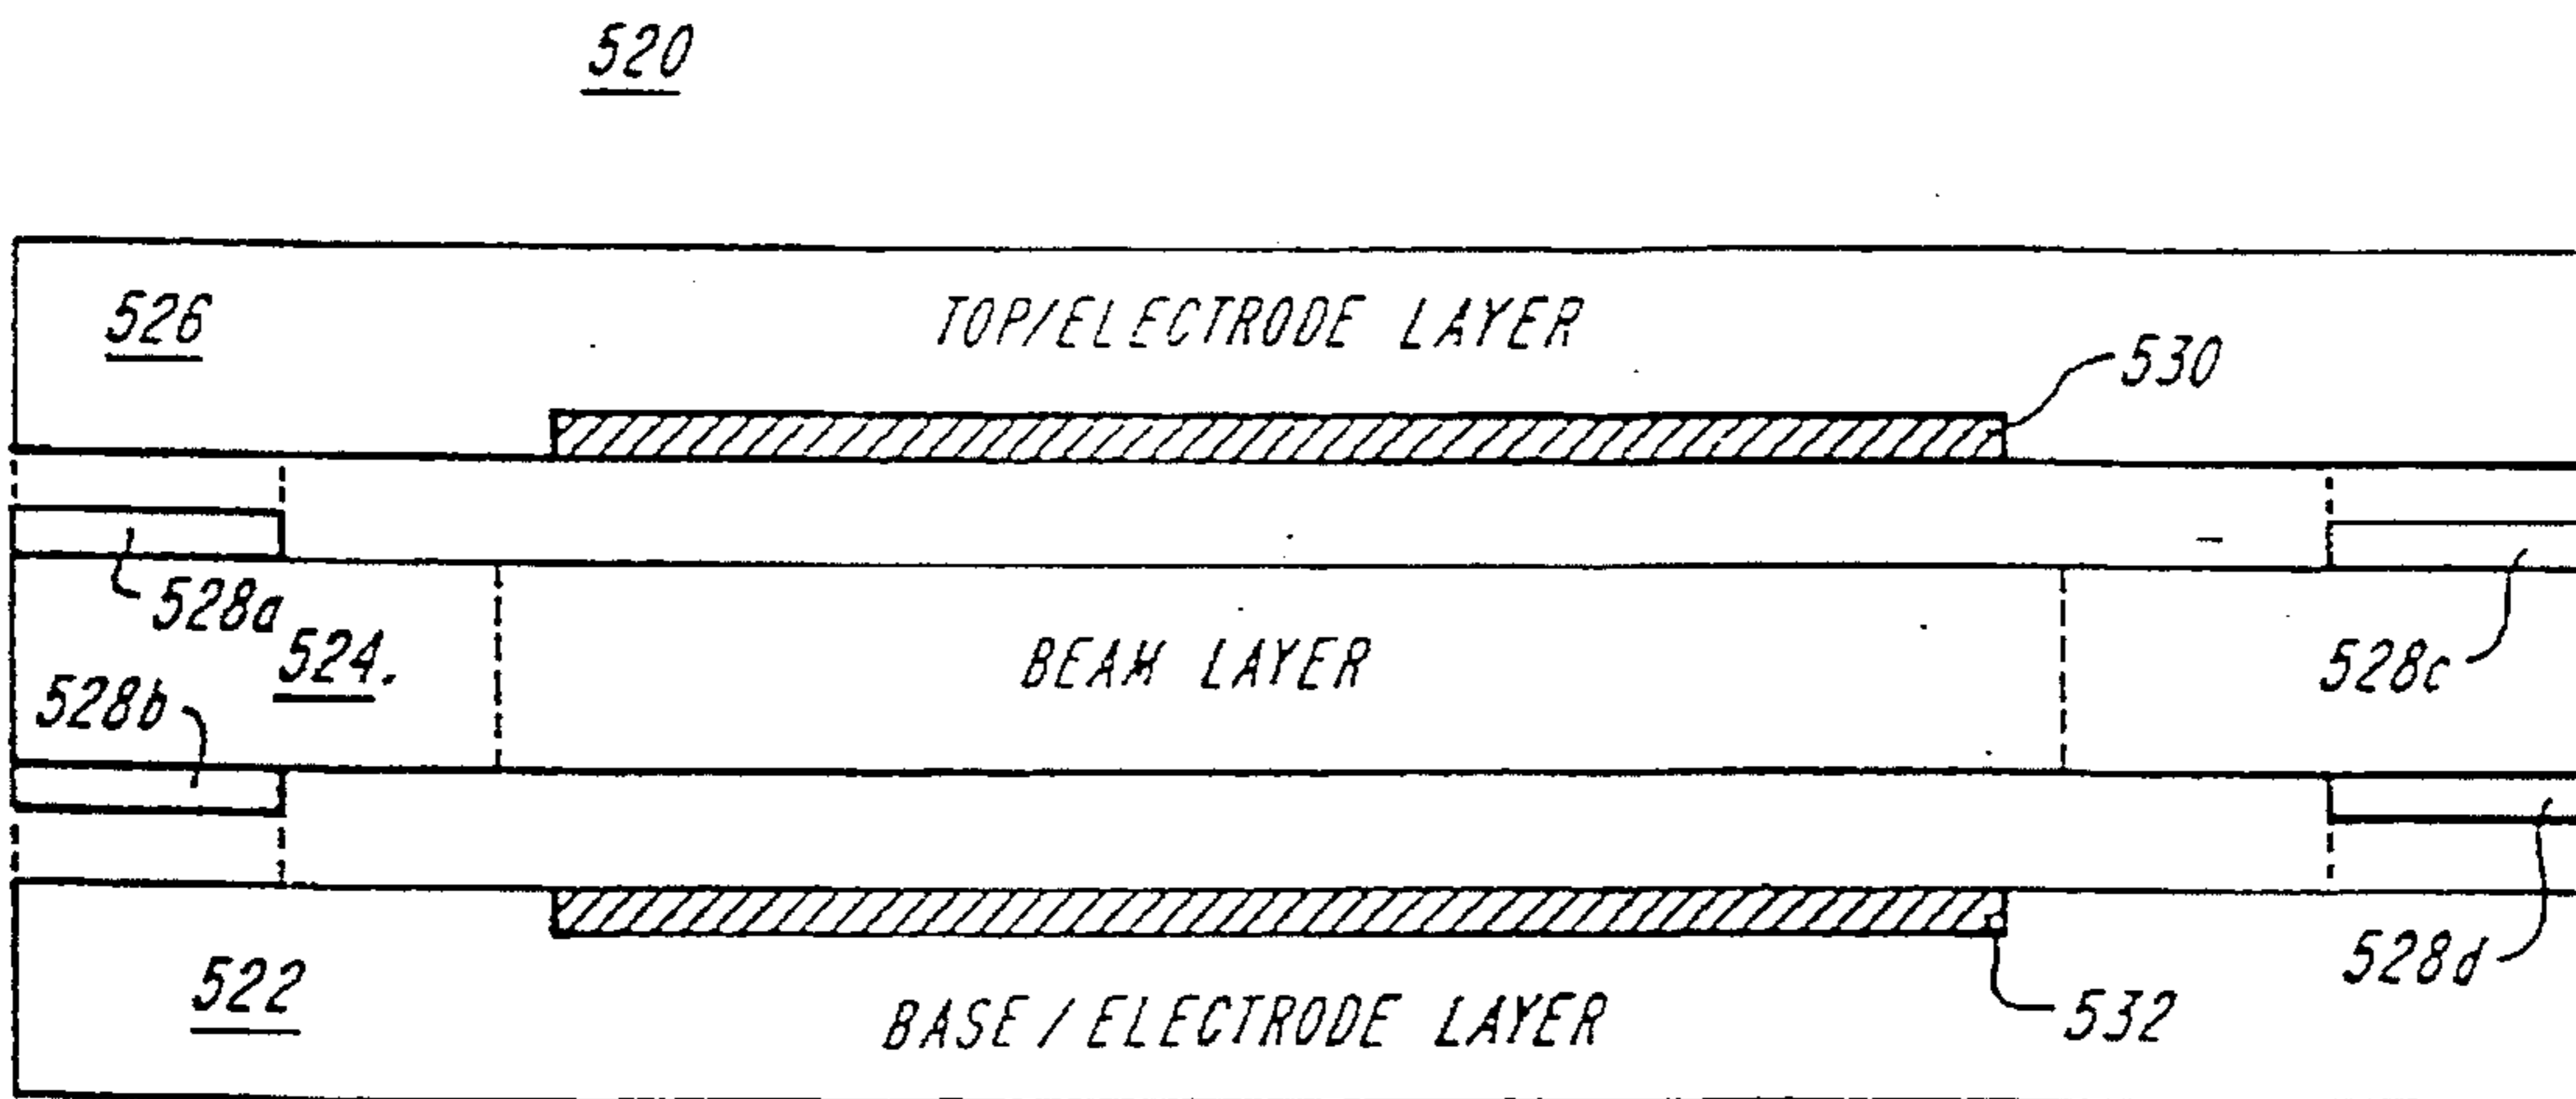 520
526
TOP/ELECTRODE LAYER
530
528a
524.
BEAM LAYER
528c
528b
522
BASE/ELECTRODE LAYER
532
528d